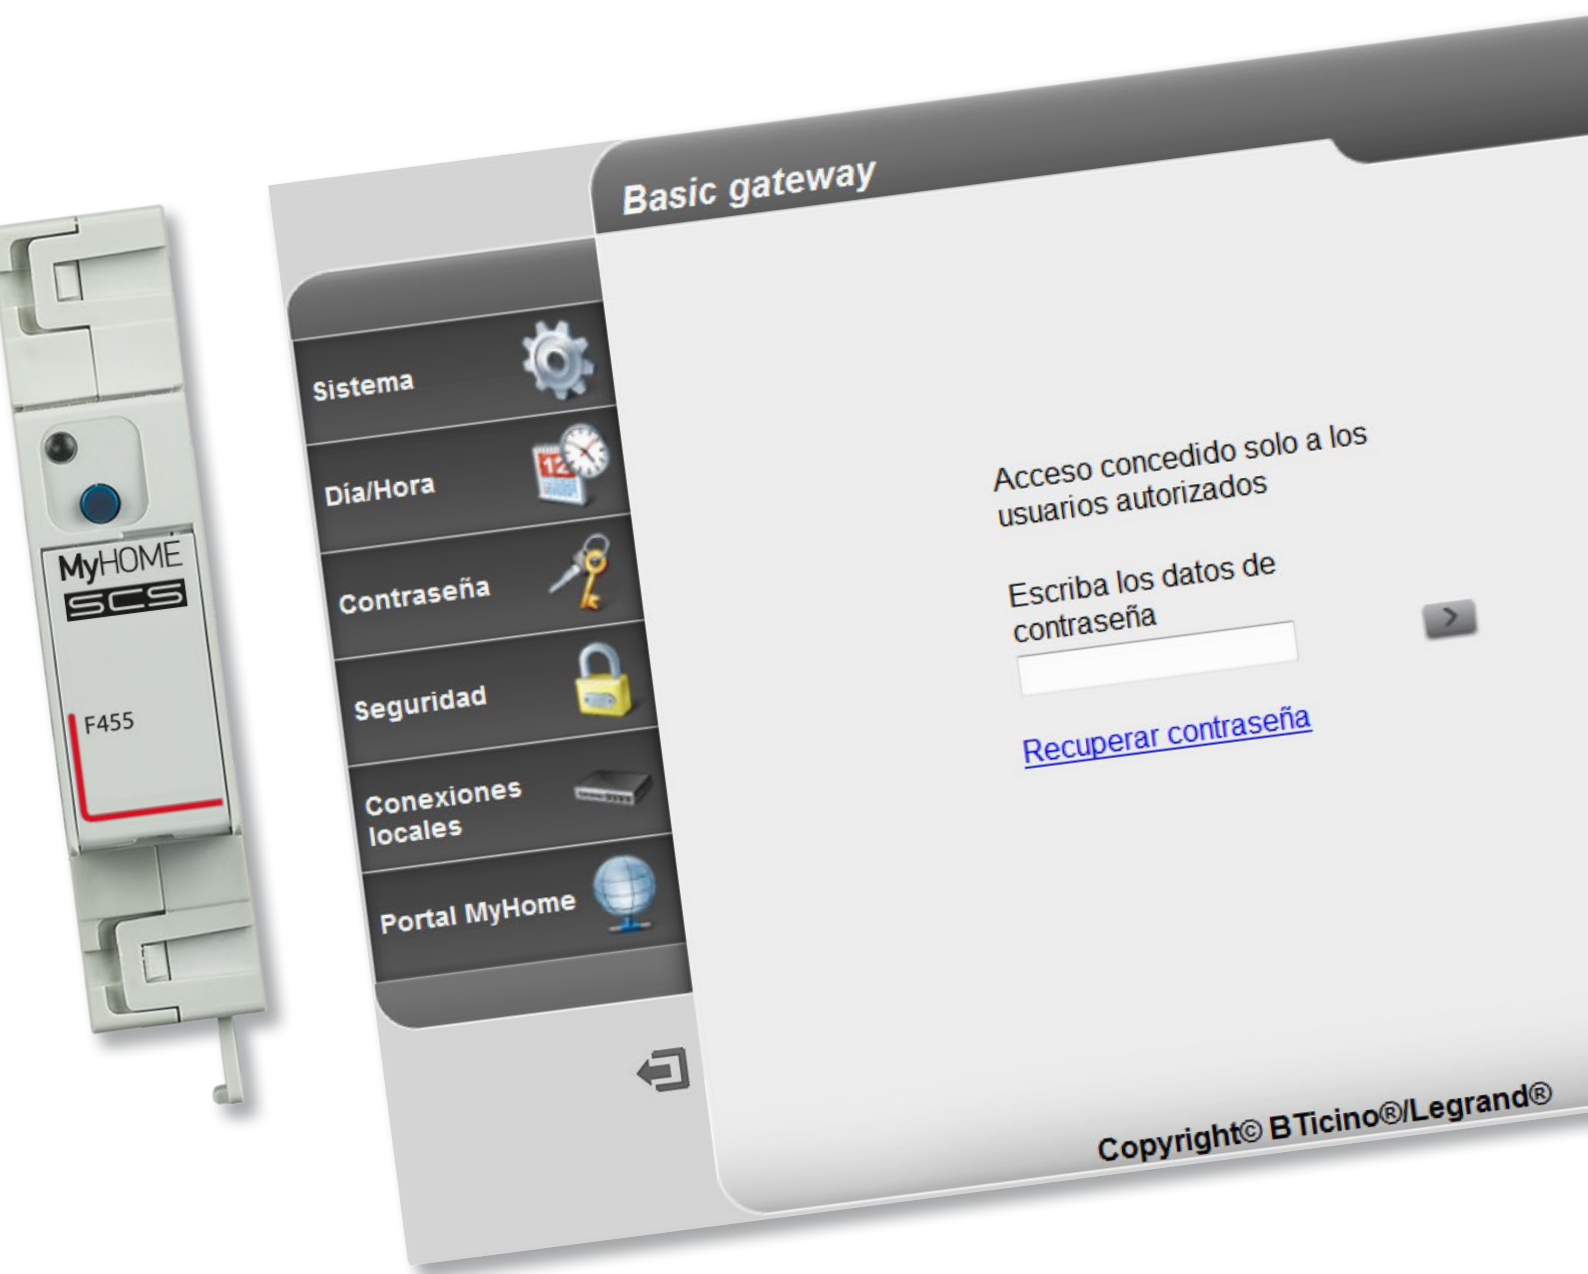 Basic gateway
Sistema
Día/Hora
12
Contraseña
Seguridad
Conexiones
locales
Portal MyHome
Acceso concedido solo a los
usuarios autorizados
Escriba los datos de
contraseña
>
Recuperar contraseña
Copyright© BTicino®/Legrand®
MyHOME
SCS
F455